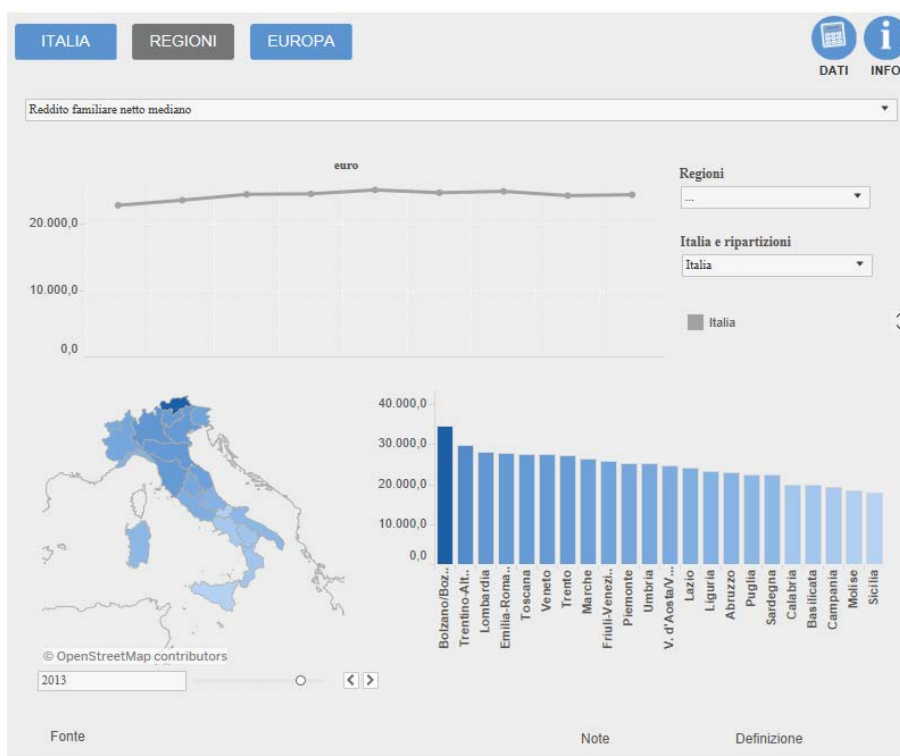 ITALIA
REGIONI
EUROPA
DATI
INFO
Reddito familiare netto mediano
euro
20.000,0
10.000,0
0,0
Regioni
...
Italia e ripartizioni
Italia
Italia
40.000,0
30.000,0
20.000,0
10.000,0
0,0
Bolzano/Boz..
Trentino-Alt..
Lombardia
Emilia-Roma..
Toscana
Veneto
Trento
Marche
Friuli-Venezi..
Piemonte
Umbria
V. d'Aosta/V...
Lazio
Liguria
Abruzzo
Puglia
Sardegna
Calabria
Basilicata
Campania
Molise
Sicilia
© OpenStreetMap contributors
2013
Fonte
Note
Definizione